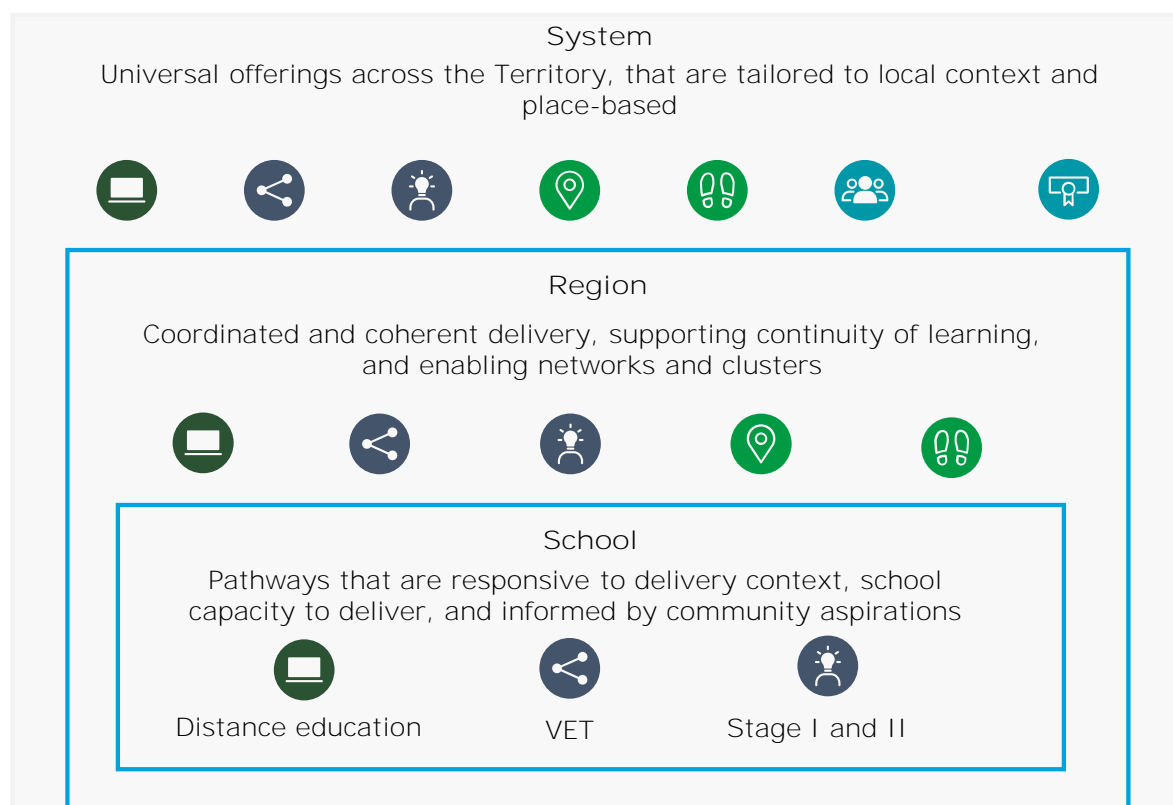 System
Universal offerings across the Territory, that are tailored to local context and
place-based
Region
Coordinated and coherent delivery, supporting continuity of learning,
and enabling networks and clusters
School
Pathways that are responsive to delivery context, school
capacity to deliver, and informed by community aspirations
Distance education
VET
Stage I and II